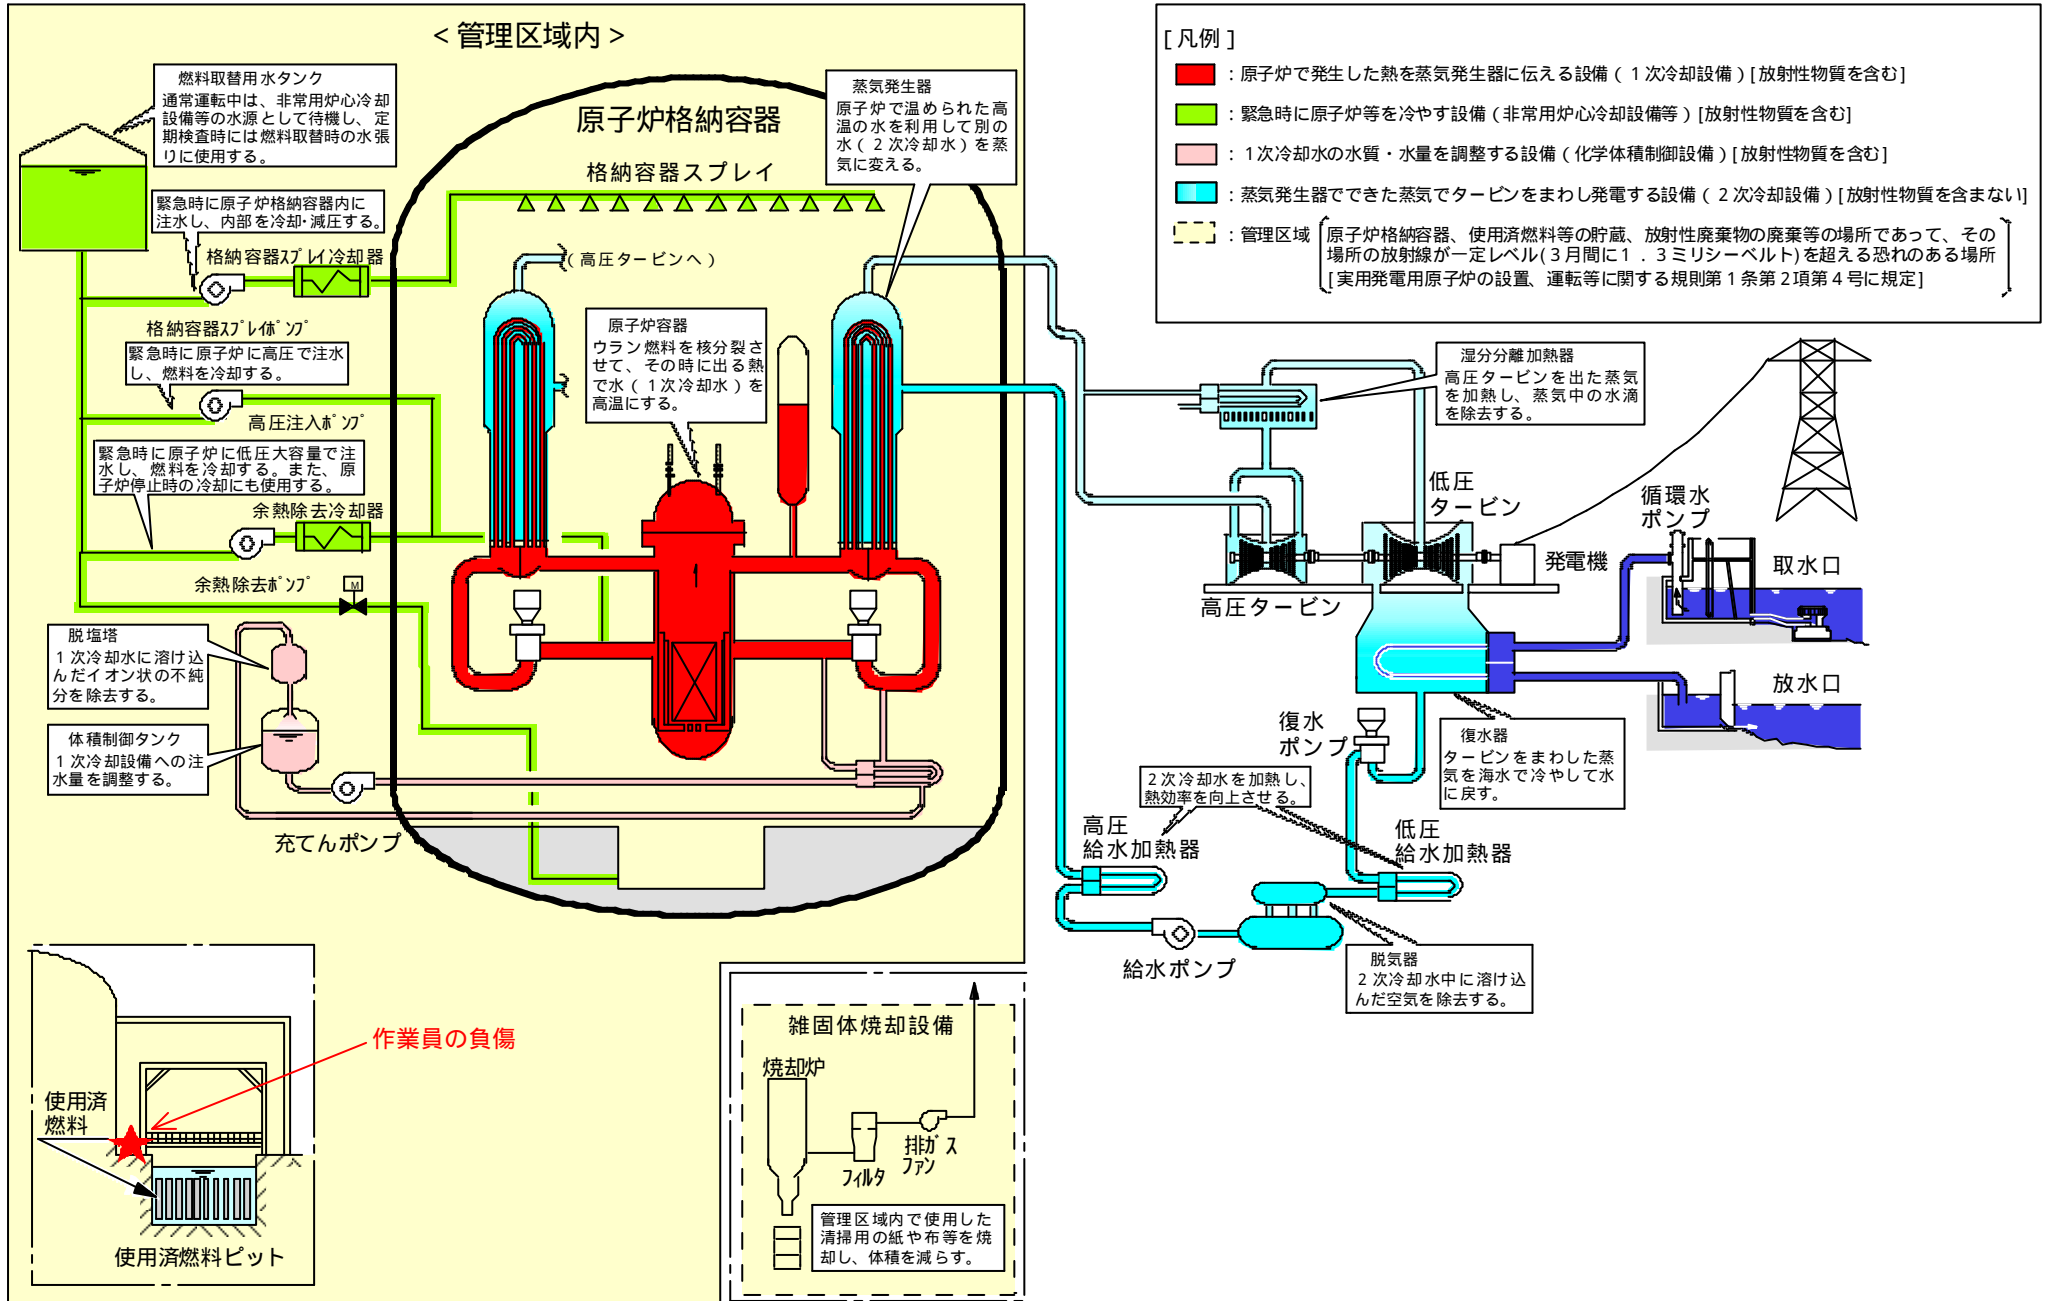 ＜管理区域内＞
燃料取替用水タンク
通常運転中は、非常用炉心冷却
設備等の水源として待機し、定
期検査時には燃料取替時の水張
りに使用する。
緊急時に原子炉格納容器内に
注水し、内部を冷却･減圧する。
格納容器ｽﾌﾟﾚｲ冷却器
格納容器ｽﾌﾟﾚｲﾎﾟﾝﾌﾟ
緊急時に原子炉に高圧で注水
し、燃料を冷却する。
高圧注入ﾎﾟﾝﾌﾟ
緊急時に原子炉に低圧大容量で注
水し、燃料を冷却する。また、原
子炉停止時の冷却にも使用する。
余熱除去冷却器
余熱除去ﾎﾟﾝﾌﾟ
M
脱塩塔
１次冷却水に溶け込
んだイオン状の不純
分を除去する。
体積制御タンク
１次冷却設備への注
水量を調整する。
充てんポンプ
原子炉格納容器
格納容器スプレイ
蒸気発生器
原子炉で温められた高
温の水を利用して別の
水（２次冷却水）を蒸
気に変える。
（高圧タービンへ）
原子炉容器
ウラン燃料を核分裂さ
せて、その時に出る熱
で水（１次冷却水）を
高温にする。
[凡例]
：原子炉で発生した熱を蒸気発生器に伝える設備（１次冷却設備）[放射性物質を含む]
：緊急時に原子炉等を冷やす設備（非常用炉心冷却設備等）[放射性物質を含む]
：１次冷却水の水質・水量を調整する設備（化学体積制御設備）[放射性物質を含む]
：蒸気発生器でできた蒸気でタービンをまわし発電する設備（２次冷却設備）[放射性物質を含まない]
：管理区域
原子炉格納容器、使用済燃料等の貯蔵、放射性廃棄物の廃棄等の場所であって、その
場所の放射線が一定レベル(３月間に１．３ミリシーベルト)を超える恐れのある場所
[実用発電用原子炉の設置、運転等に関する規則第１条第２項第４号に規定]
湿分分離加熱器
高圧タービンを出た蒸気
を加熱し、蒸気中の水滴
を除去する。
低圧
タービン
高圧タービン
発電機
循環水
ポンプ
取水口
放水口
復水
ポンプ
復水器
タービンをまわした蒸
気を海水で冷やして水
に戻す。
２次冷却水を加熱し、
熱効率を向上させる。
高圧
給水加熱器
低圧
給水加熱器
給水ポンプ
脱気器
２次冷却水中に溶け込
んだ空気を除去する。
作業員の負傷
使用済
燃料
使用済燃料ピット
雑固体焼却設備
焼却炉
フィルタ
排ガス
ファン
管理区域内で使用した
清掃用の紙や布等を焼
却し、体積を減らす。